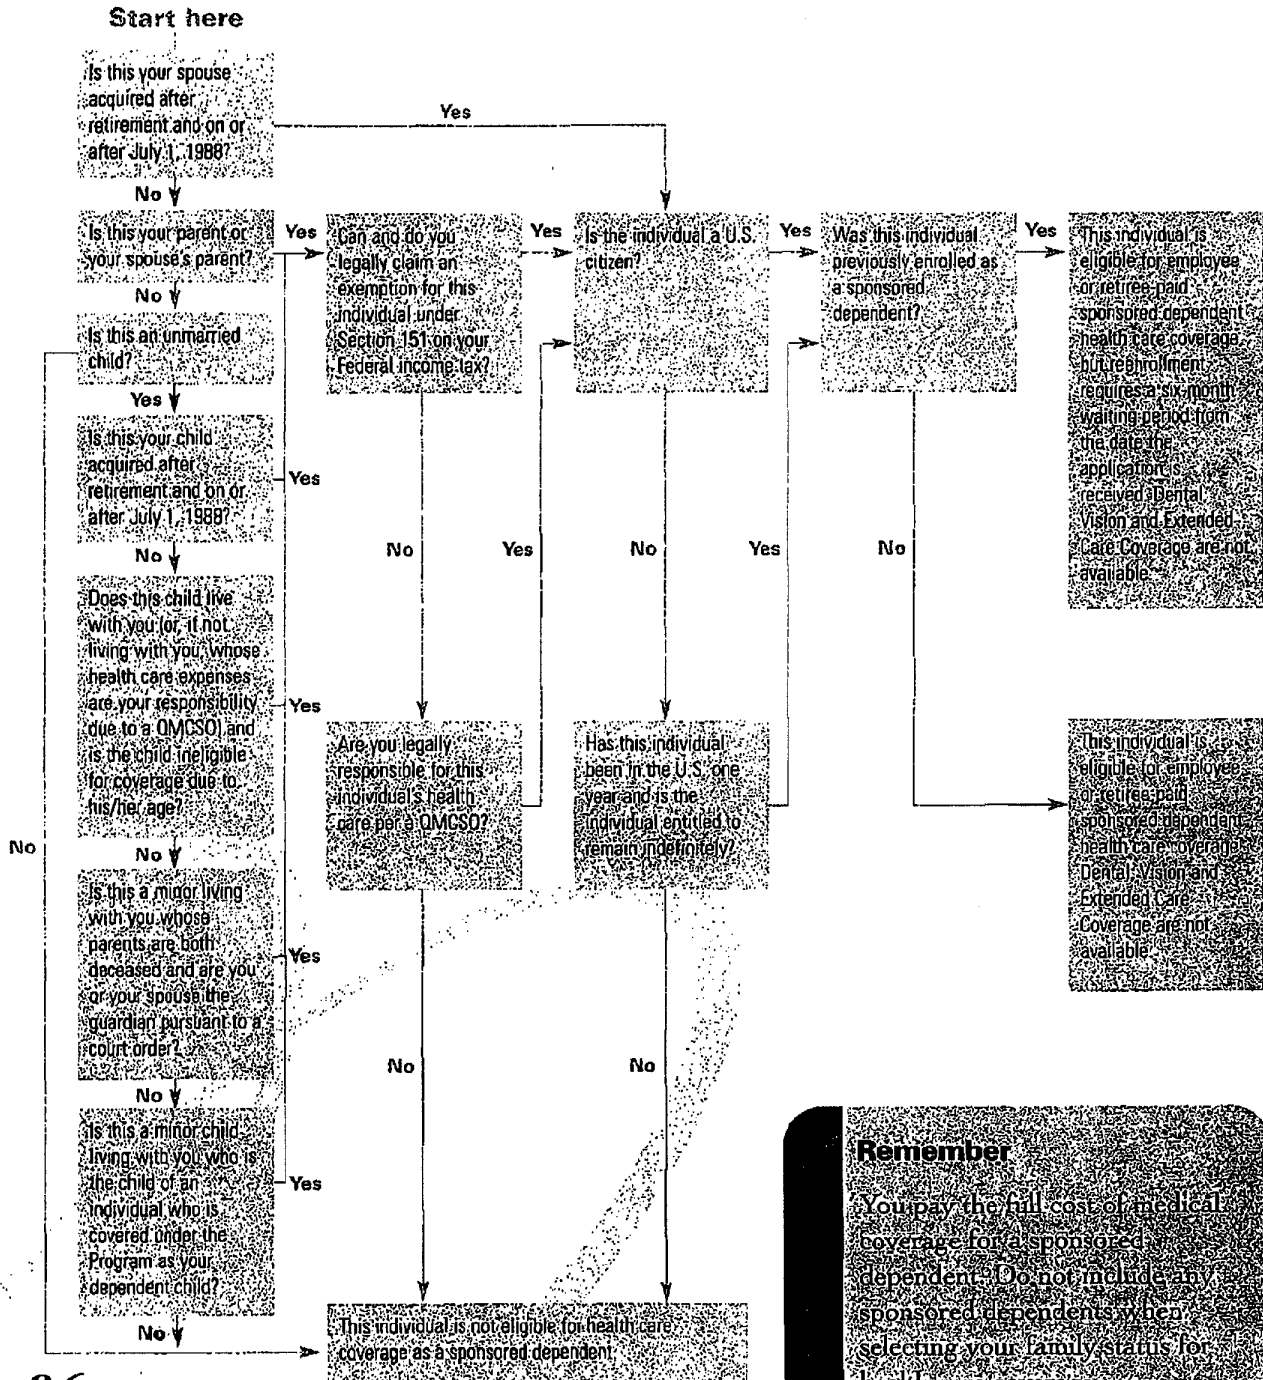 Start here
Is this your spouse
acquired after
retirement and on or
after July 1, 1988?
Yes
No
Is this your parent or
your spouse's parent?
Yes
Can and do you
legally claim an
exemption for this
individual under
Section 151 on your
Federal income tax?
Yes
Is the individual a U.S.
citizen?
Yes
Was this individual
previously enrolled as
a sponsored
dependent?
Yes
This individual is
eligible for employee
or retiree-paid
sponsored dependent
health care coverage,
but reenrollment
requires a six-month
waiting period from
the date the
application is
received. Dental,
Vision and Extended
Care Coverage are not
available.
No
Is this an unmarried
child?
Yes
Is this your child
acquired after
retirement and on or
after July 1, 1988?
Yes
No
No
Yes
No
Yes
No
Does this child live
with you (or, if not
living with you, whose
health care expenses
are your responsibility
due to a QMCSO) and
is the child ineligible
for coverage due to
his/her age?
Yes
Are you legally
responsible for this
individual's health
care per a QMCSO?
Has this individual
been in the U.S. one
year and is the
individual entitled to
remain indefinitely?
This individual is
eligible for employee
or retiree-paid
sponsored dependent
health care coverage.
Dental, Vision and
Extended Care
Coverage are not
available.
No
No
Is this a minor living
with you whose
parents are both
deceased and are you
or your spouse the
guardian pursuant to a
court order?
Yes
No
No
No
Is this a minor child
living with you who is
the child of an
individual who is
covered under the
Program as your
dependent child?
Yes
No
This individual is not eligible for health care
coverage as a sponsored dependent
Remember
You pay the full cost of medical
coverage for a sponsored
dependent. Do not include any
sponsored dependents when
selecting your family status for